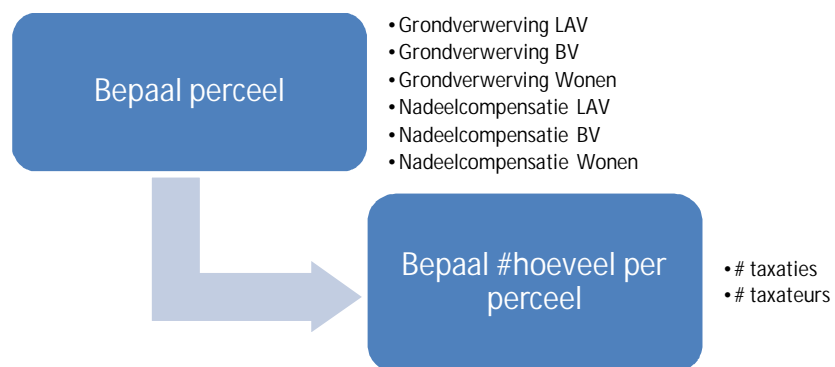 Bepaal perceel
• Grondverwerving LAV
• Grondverwerving BV
• Grondverwerving Wonen
• Nadeelcompensatie LAV
• Nadeelcompensatie BV
• Nadeelcompensatie Wonen
Bepaal #hoeveel per
perceel
• # taxaties
• # taxateurs